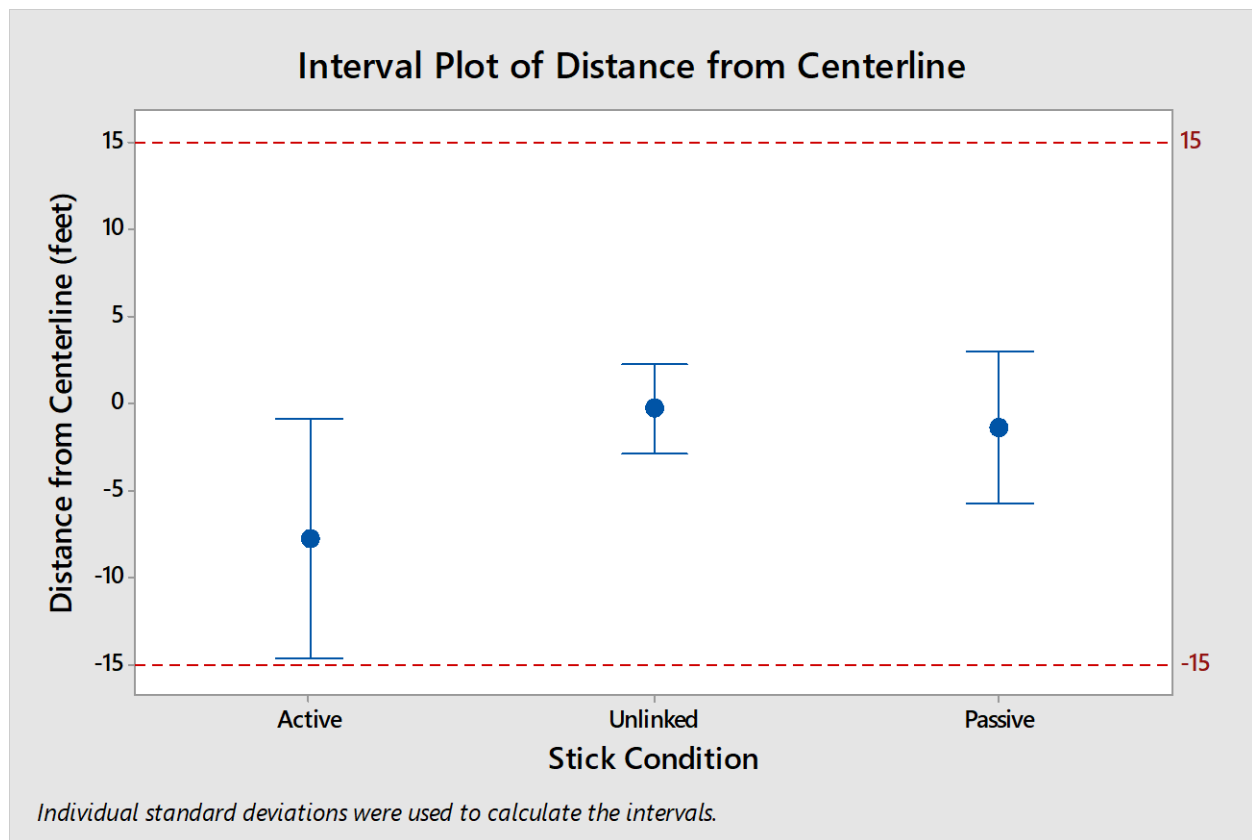 Interval Plot of Distance from Centerline
15
15
10
5
0
-5
-10
-15
-15
Distance from Centerline (feet)
Active Unlinked Passive
Stick Condition
Individual standard deviations were used to calculate the intervals.